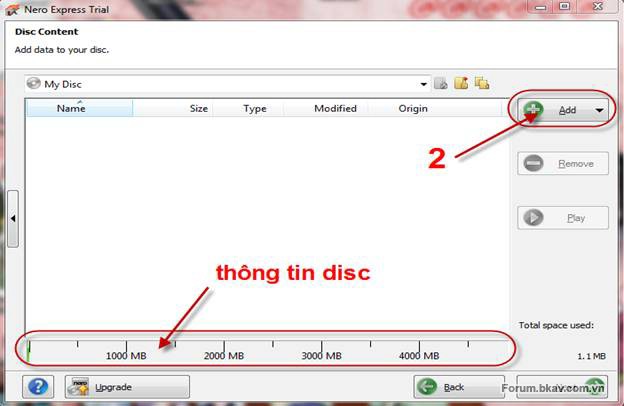 Nero Express Trial
Disc Content
Add data to your disc.
My Disc
Name Size Type Modified Origin
Add
2
Remove
Play
thông tin disc
Total space used:
1000 MB 2000 MB 3000 MB 4000 MB
1.1 MB
?
nero
Upgrade
Back
Forum.bkav.com.vn